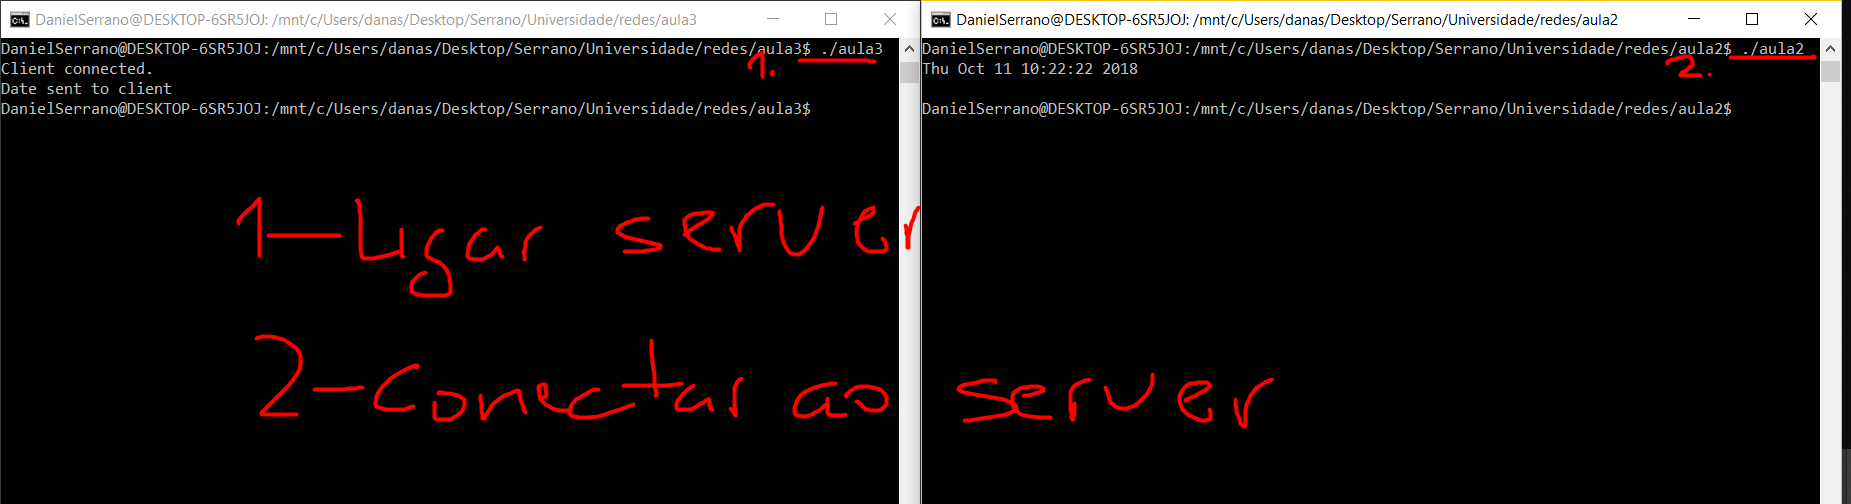 DanielSerrano@DESKTOP-6SR5JOJ: /mnt/c/Users/danas/Desktop/Serrano/Universidade/redes/aula3
DanielSerrano@DESKTOP-6SR5JOJ:/mnt/c/Users/danas/Desktop/Serrano/Universidade/redes/aula3$ ./aula3
1.
Client connected.
Date sent to client
DanielSerrano@DESKTOP-6SR5JOJ:/mnt/c/Users/danas/Desktop/Serrano/Universidade/redes/aula3$
DanielSerrano@DESKTOP-6SR5JOJ: /mnt/c/Users/danas/Desktop/Serrano/Universidade/redes/aula2
DanielSerrano@DESKTOP-6SR5JOJ:/mnt/c/Users/danas/Desktop/Serrano/Universidade/redes/aula2$ ./aula2
2.
Thu Oct 11 10:22:22 2018
DanielSerrano@DESKTOP-6SR5JOJ:/mnt/c/Users/danas/Desktop/Serrano/Universidade/redes/aula2$
1-Ligar server
2-Conectar ao server